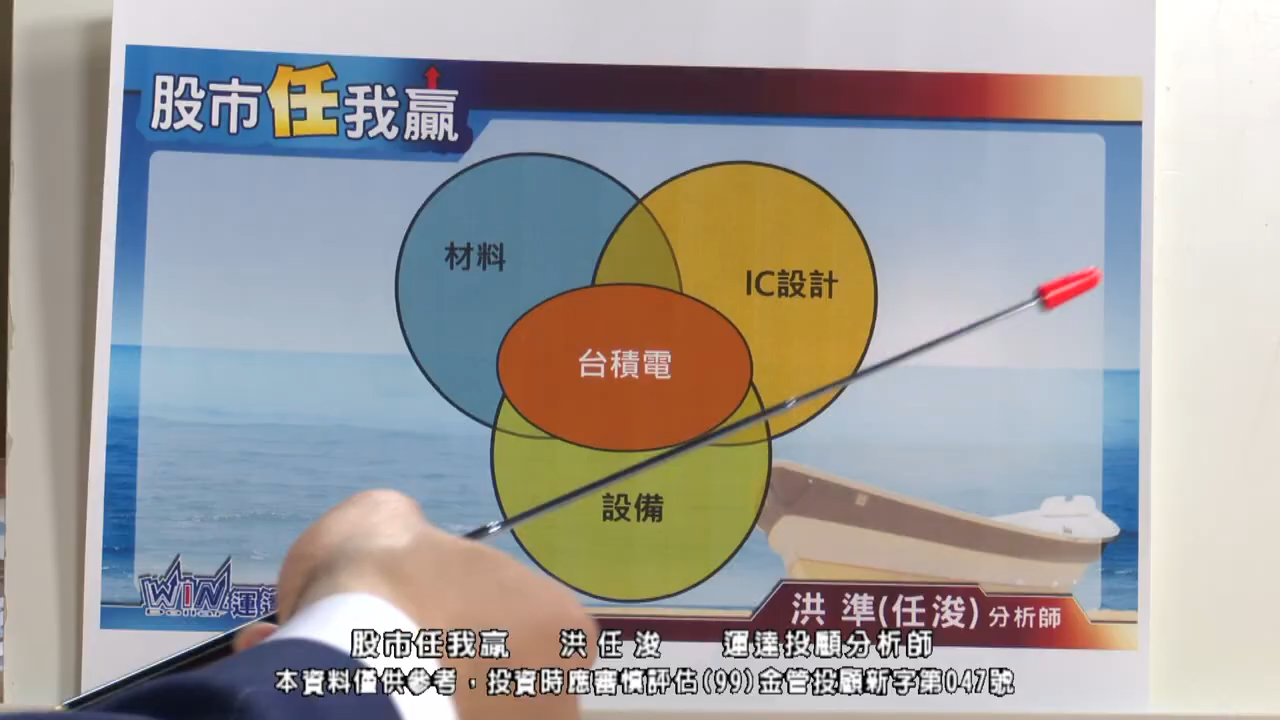 股市任我贏
材料
IC設計
台積電
設備
WIN
運達
洪 準(任浚) 分析師
股市任我贏 洪任浚 運達投顧分析師
本資料僅供參考,投資時應審慎評估(99)金管投顧新字第047號